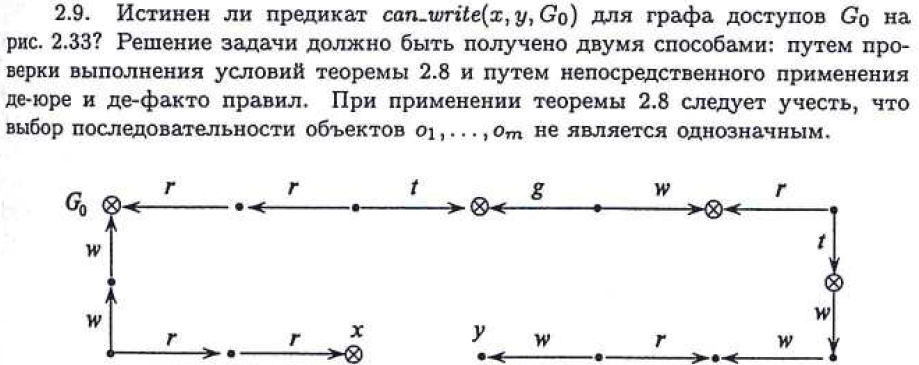 2.9. Истинен ли предикат can_write(x, y, G₀) для графа доступов G₀ на
рис. 2.33? Решение задачи должно быть получено двумя способами: путем про-
верки выполнения условий теоремы 2.8 и путем непосредственного применения
де-юре и де-факто правил. При применении теоремы 2.8 следует учесть, что
выбор последовательности объектов o₁, . . . , oₘ не является однозначным.
G₀ r r t g w r
w t
w w
r r x y w r w